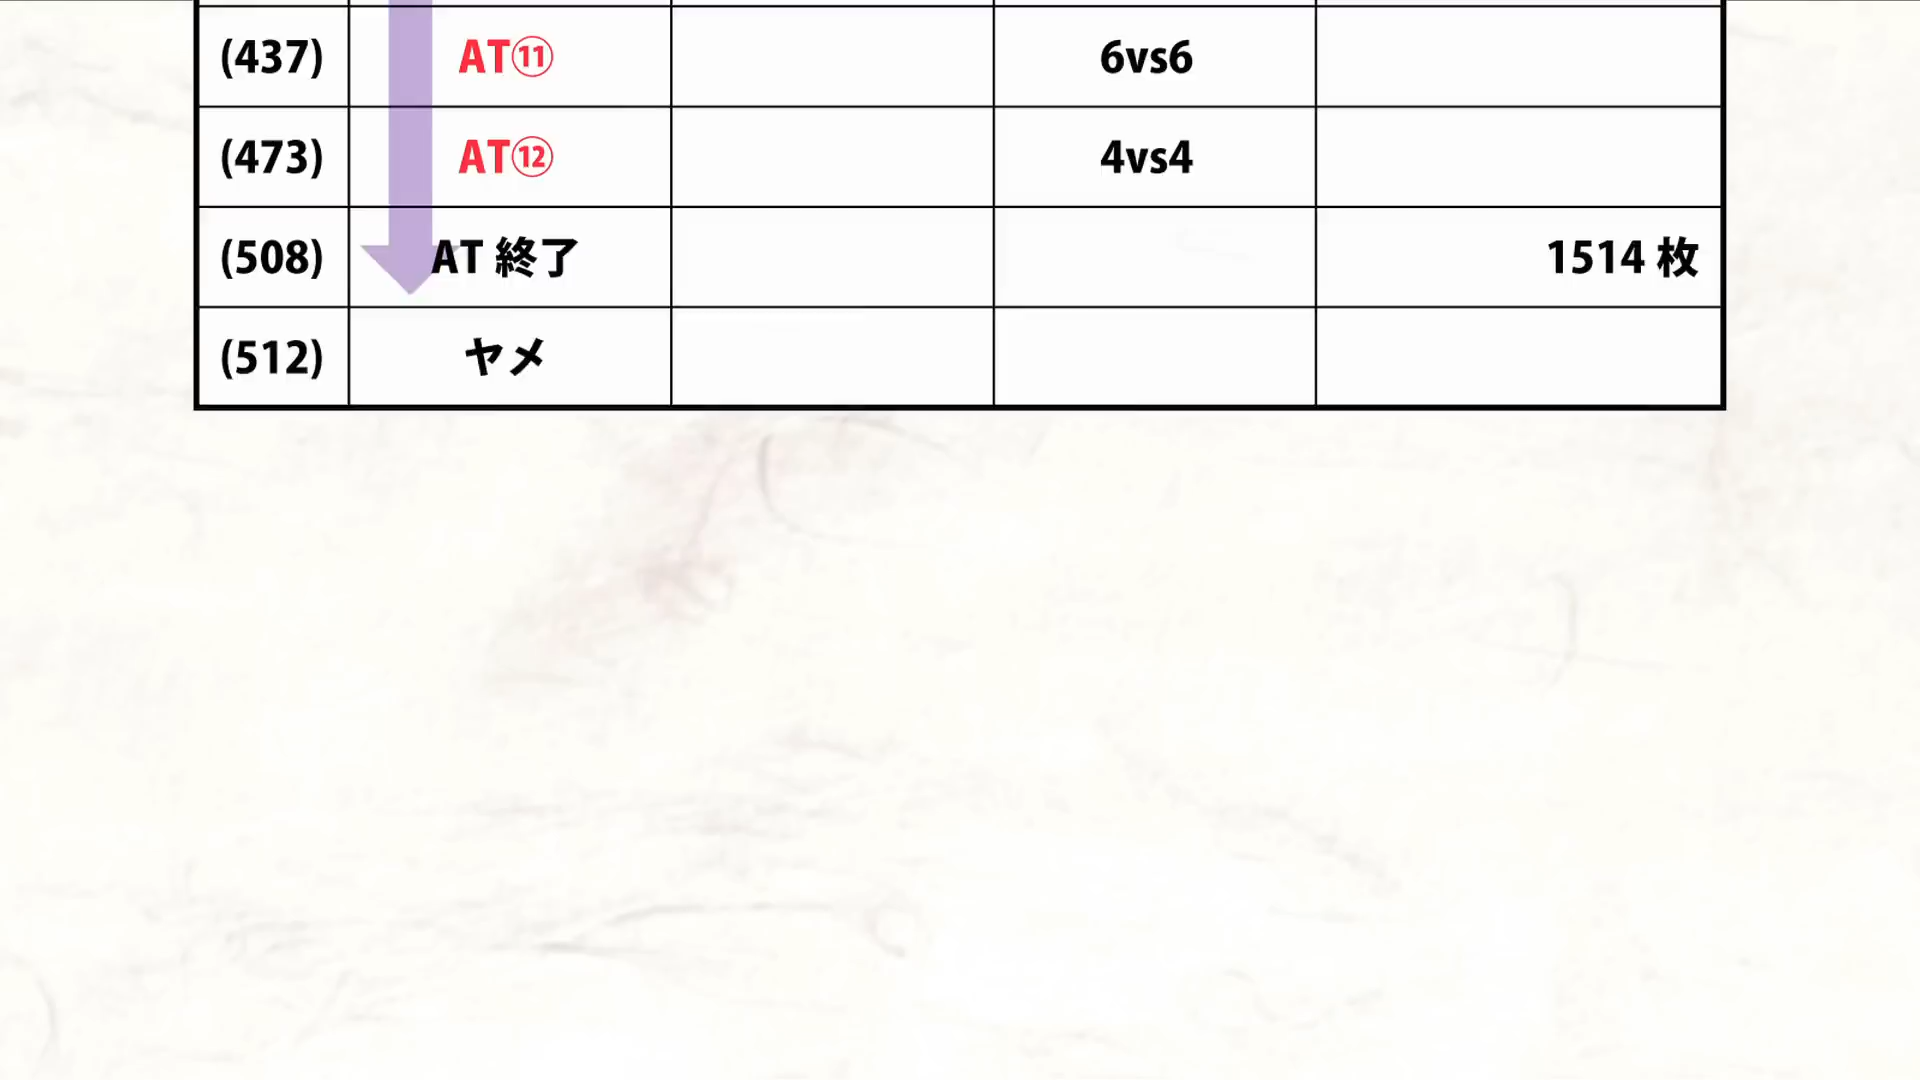 (437) AT⑪ 6vs6
(473) AT⑫ 4vs4
(508) AT 終了 1514 枚
(512) ヤメ